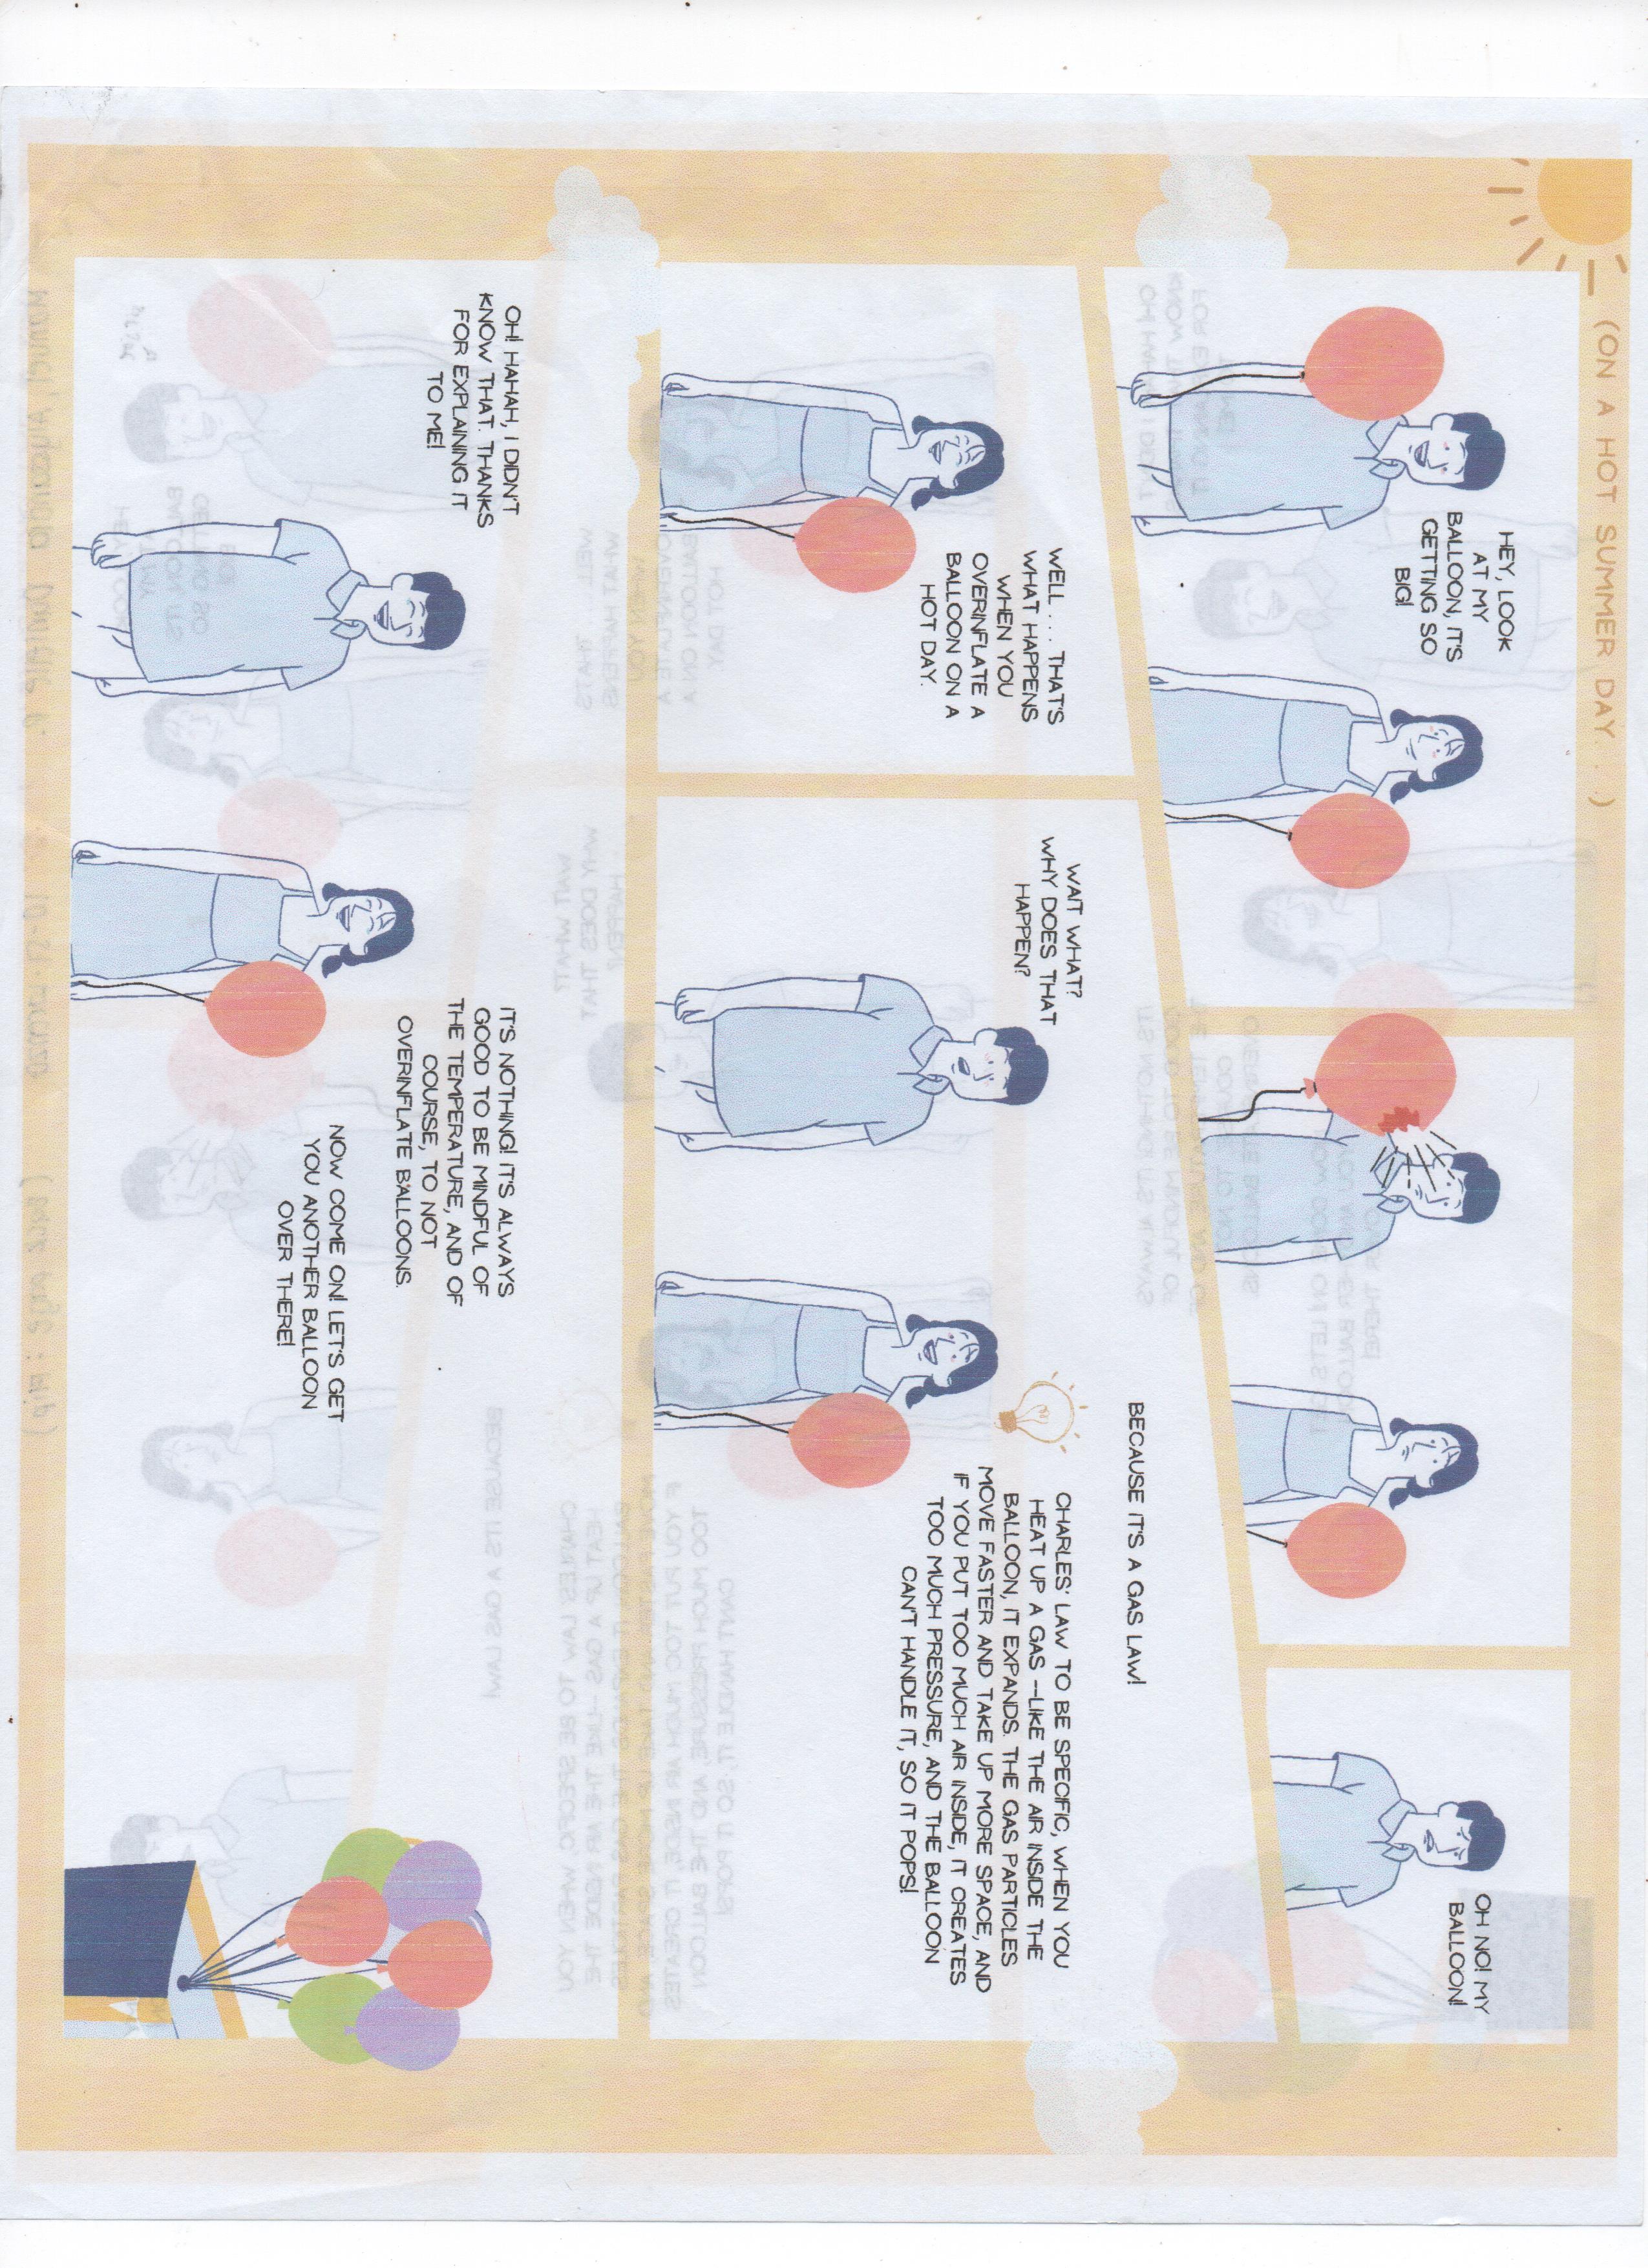 (ON A HOT SUMMER DAY . . .)
HEY, LOOK
AT MY
BALLOON, IT'S
GETTING SO
BIG!
OH NO! MY
BALLOON!
WELL . . . THAT'S
WHAT HAPPENS
WHEN YOU
OVERINFLATE A
BALLOON ON A
HOT DAY.
WAIT WHAT?
WHY DOES THAT
HAPPEN?
BECAUSE IT'S A GAS LAW!
CHARLES' LAW TO BE SPECIFIC, WHEN YOU
HEAT UP A GAS --LIKE THE AIR INSIDE THE
BALLOON, IT EXPANDS. THE GAS PARTICLES
MOVE FASTER AND TAKE UP MORE SPACE, AND
IF YOU PUT TOO MUCH AIR INSIDE, IT CREATES
TOO MUCH PRESSURE, AND THE BALLOON
CAN'T HANDLE IT, SO IT POPS!
OH! HAHAH, I DIDN'T
KNOW THAT. THANKS
FOR EXPLAINING IT
TO ME!
IT'S NOTHING! IT'S ALWAYS
GOOD TO BE MINDFUL OF
THE TEMPERATURE, AND OF
COURSE, TO NOT
OVERINFLATE BALLOONS.
NOW COME ON! LET'S GET
YOU ANOTHER BALLOON
OVER THERE!